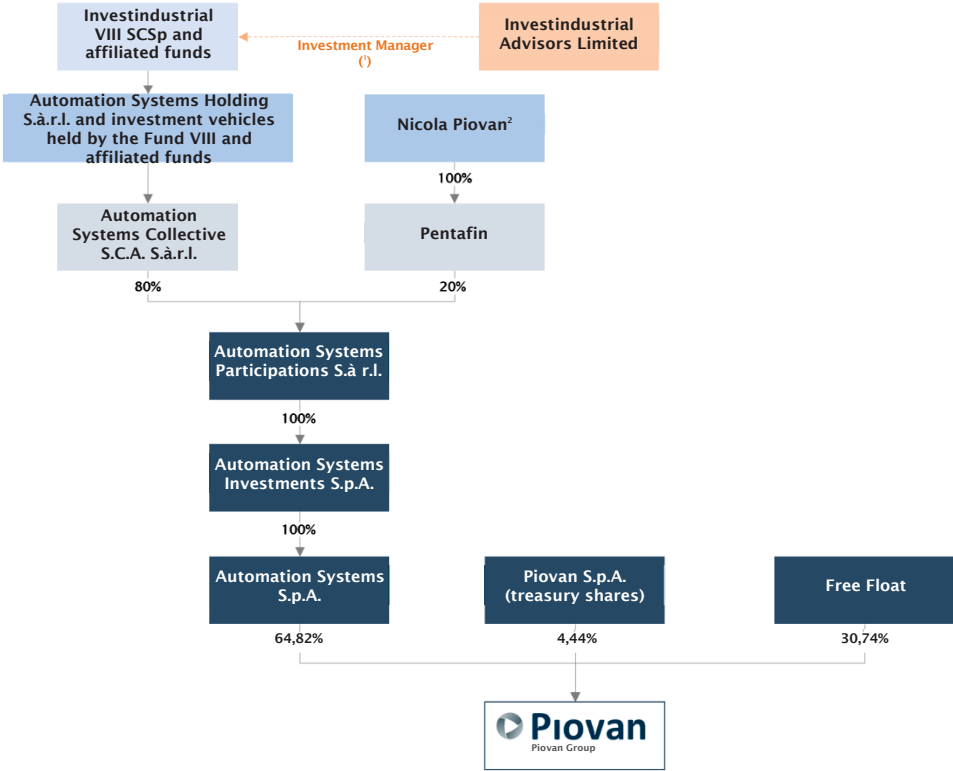 Investindustrial
VIII SCSp and
affiliated funds
Investment Manager
(¹)
Investindustrial
Advisors Limited
Automation Systems Holding
S.à.r.l. and investment vehicles
held by the Fund VIII and
affiliated funds
Nicola Piovan²
100%
Automation
Systems Collective
S.C.A. S.à.r.l.
Pentafin
80%
20%
Automation Systems
Participations S.à r.l.
100%
Automation Systems
Investments S.p.A.
100%
Automation Systems
S.p.A.
Piovan S.p.A.
(treasury shares)
Free Float
64,82%
4,44%
30,74%
Piovan
Piovan Group